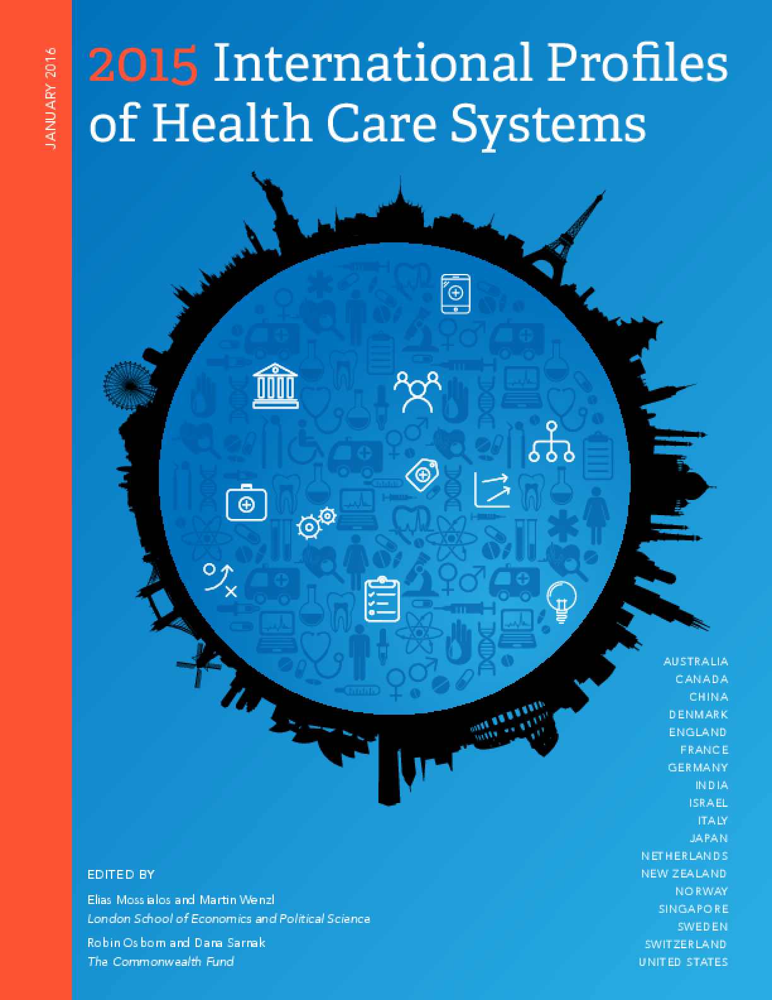 JANUARY 2016
2015 International Profiles
of Health Care Systems
AUSTRALIA
CANADA
CHINA
DENMARK
ENGLAND
FRANCE
GERMANY
INDIA
ISRAEL
ITALY
JAPAN
NETHERLANDS
NEW ZEALAND
NORWAY
SINGAPORE
SWEDEN
SWITZERLAND
UNITED STATES
EDITED BY
Elias Mossialos and Martin Wenzl
London School of Economics and Political Science
Robin Osborn and Dana Sarnak
The Commonwealth Fund